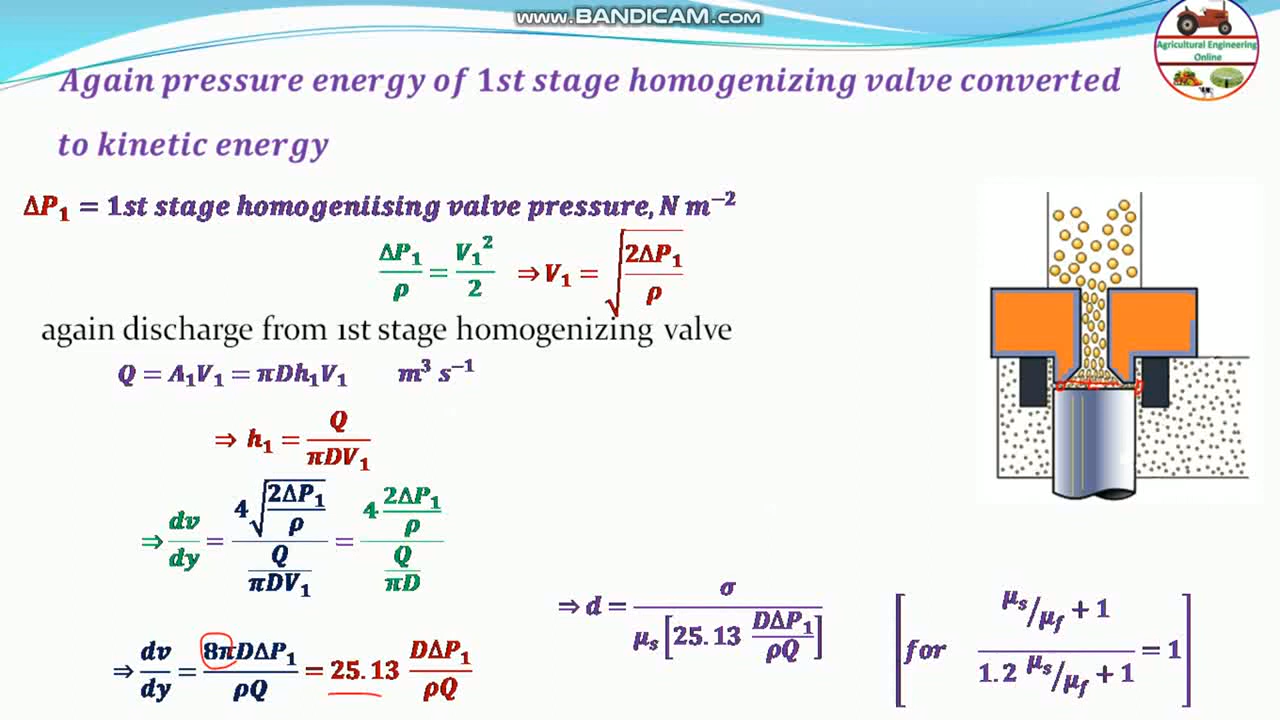 www.BANDICAM.com
Agricultural Engineering
Online
Again pressure energy of 1st stage homogenizing valve converted
to kinetic energy
ΔP₁ = 1st stage homogeniising valve pressure, N m⁻²
ΔP₁/ρ = V₁²/2 ⇒ V₁ = √(2ΔP₁/ρ)
again discharge from 1st stage homogenizing valve
Q = A₁V₁ = πDh₁V₁ m³ s⁻¹
⇒ h₁ = Q/(πDV₁)
⇒ dv/dy = (4√(2ΔP₁/ρ))/(Q/(πDV₁)) = (4 2ΔP₁/ρ)/(Q/(πD))
⇒ dv/dy = 8πDΔP₁/(ρQ) = 25.13 DΔP₁/(ρQ)
⇒ d = σ/(μₛ[25.13 DΔP₁/(ρQ)]) [for (μₛ/μf + 1)/(1.2 μₛ/μf + 1) = 1]